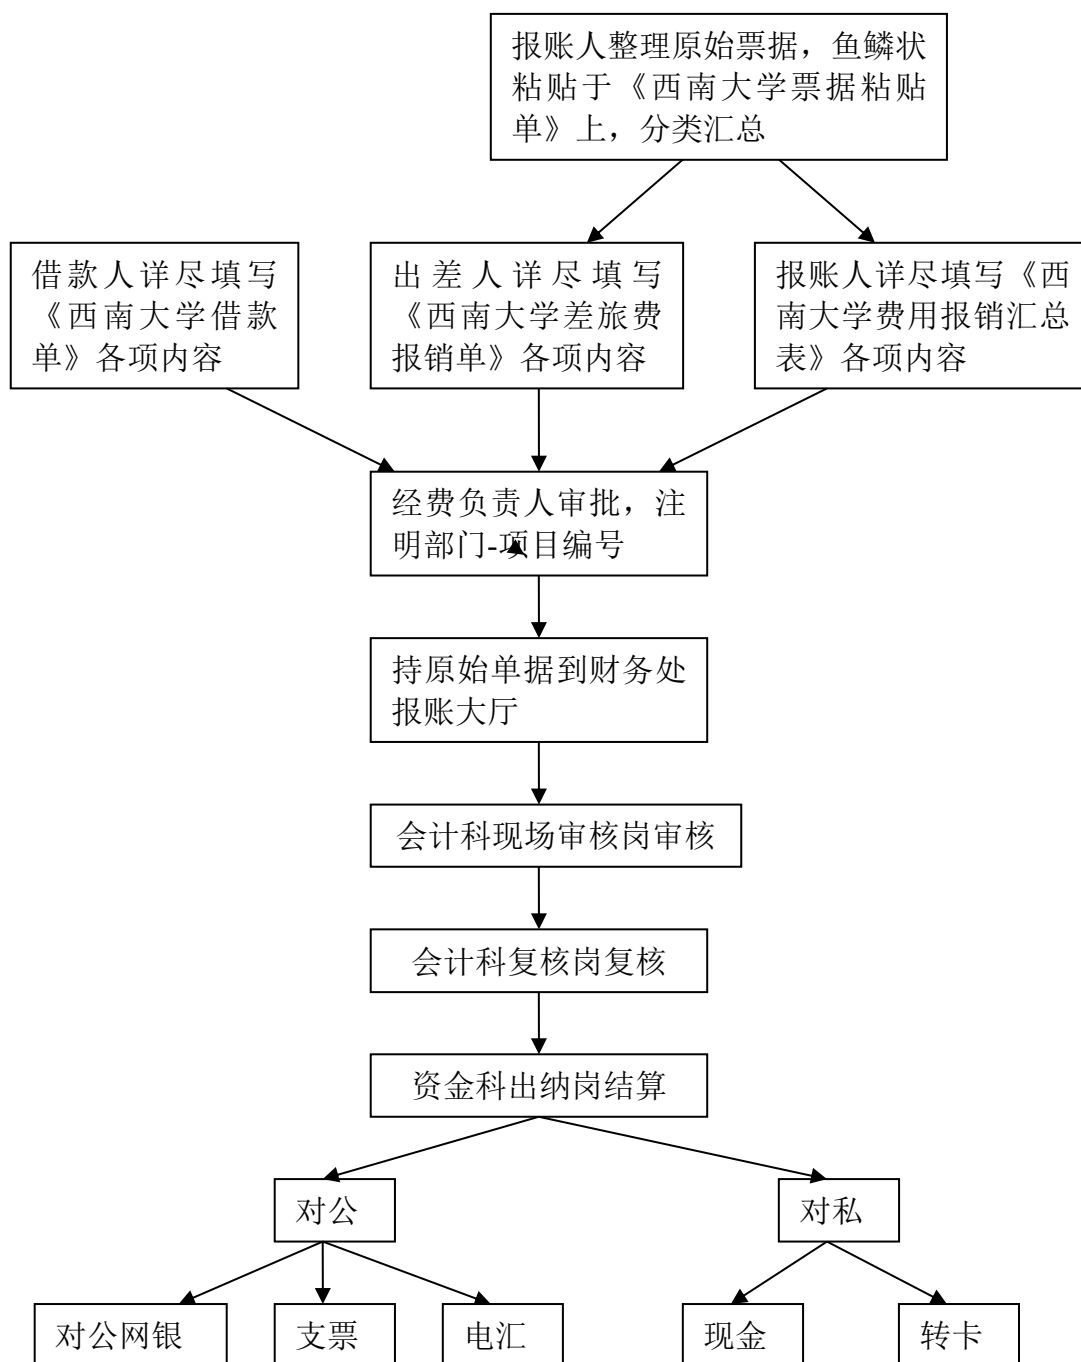 报账人整理原始票据，鱼鳞状
粘贴于《西南大学票据粘贴
单》上，分类汇总
借款人详尽填写
《西南大学借款
单》各项内容
出差人详尽填写
《西南大学差旅费
报销单》各项内容
报账人详尽填写《西
南大学费用报销汇总
表》各项内容
经费负责人审批，注
明部门-项目编号
持原始单据到财务处
报账大厅
会计科现场审核岗审核
会计科复核岗复核
资金科出纳岗结算
对公
对私
对公网银
支票
电汇
现金
转卡